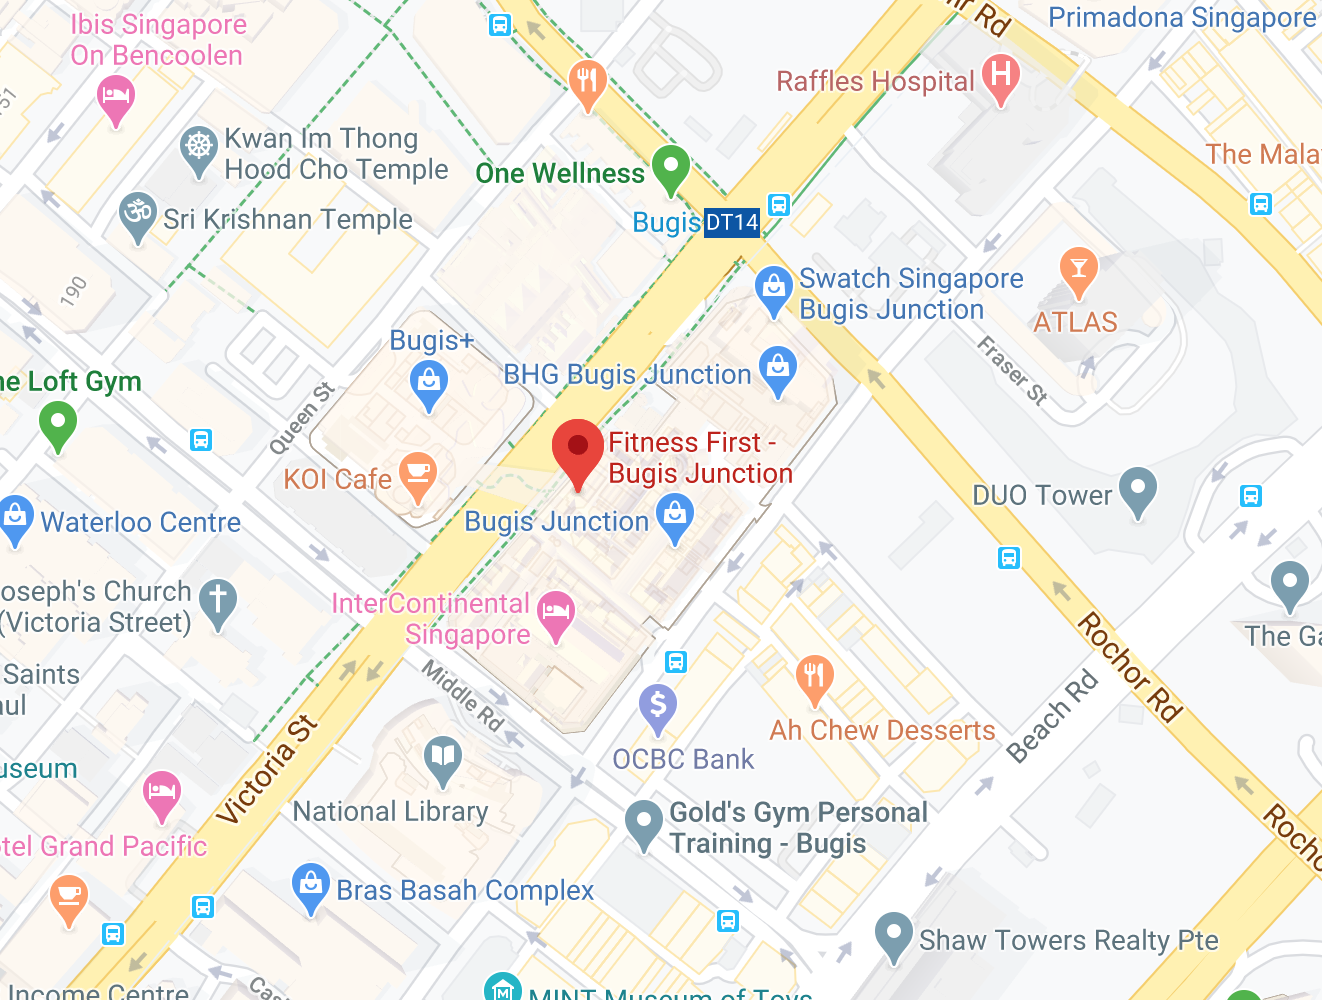 Ibis Singapore
On Bencoolen
Primadona Singapore
Raffles Hospital
Kwan Im Thong
Hood Cho Temple
One Wellness
The Mala
Sri Krishnan Temple
Bugis
DT14
190
Swatch Singapore
Bugis Junction
ATLAS
Bugis+
BHG Bugis Junction
Fraser St
ne Loft Gym
Queen St
Fitness First -
Bugis Junction
KOI Cafe
DUO Tower
Waterloo Centre
Bugis Junction
oseph's Church
(Victoria Street)
InterContinental
Singapore
The Ga
Saints
aul
Middle Rd
Rochor Rd
Beach Rd
Ah Chew Desserts
OCBC Bank
Victoria St
useum
National Library
Gold's Gym Personal
Training - Bugis
tel Grand Pacific
Rocho
Bras Basah Complex
Shaw Towers Realty Pte
Income Centre
Cas
MINT Museum of Toys